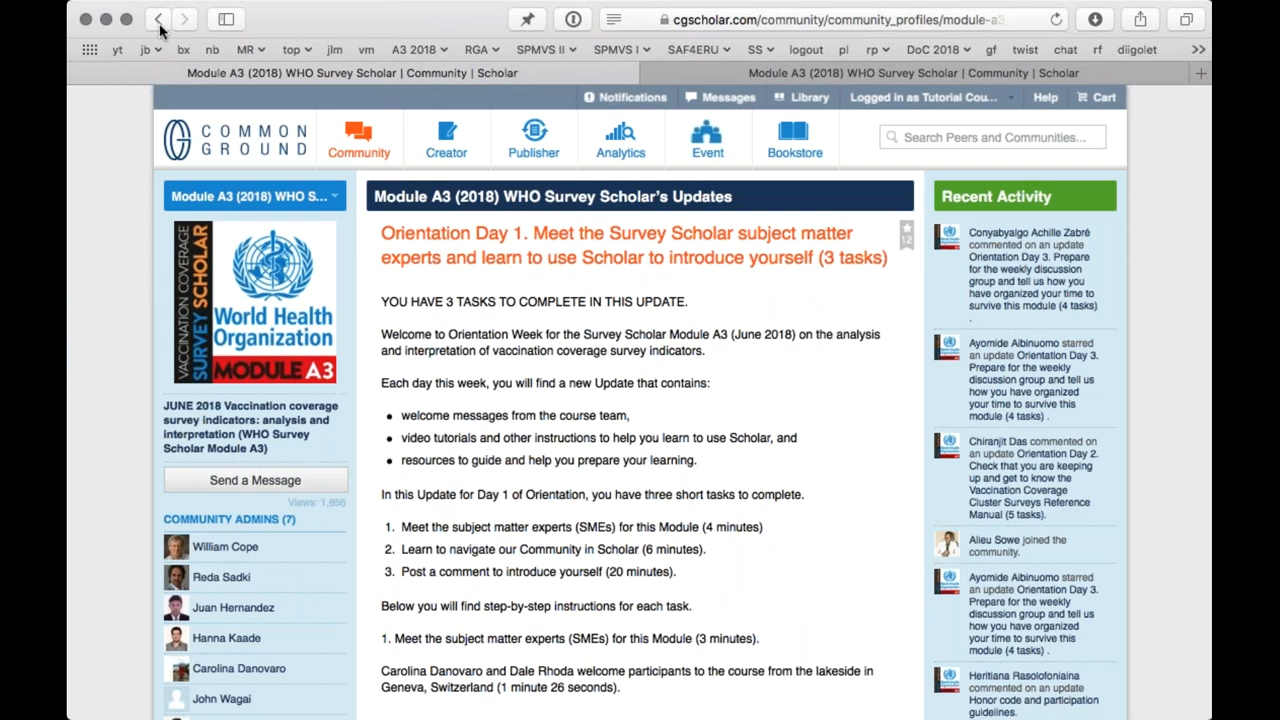 cgscholar.com/community/community_profiles/module-a3
yt jb bx nb MR top jlm vm A3 2018 RGA SPMVS II SPMVS I SAF4ERU SS logout pl rp DoC 2018 gf twist chat rf diigolet
Module A3 (2018) WHO Survey Scholar | Community | Scholar
Module A3 (2018) WHO Survey Scholar | Community | Scholar
Notifications Messages Library Logged in as Tutorial Cou... Help Cart
COMMON
GROUND
Community Creator Publisher Analytics Event Bookstore
Search Peers and Communities...
Module A3 (2018) WHO S...
VACCINATION COVERAGE
SURVEY SCHOLAR
World Health
Organization
MODULE A3
JUNE 2018 Vaccination coverage
survey indicators: analysis and
interpretation (WHO Survey
Scholar Module A3)
Send a Message
Views: 1,856
COMMUNITY ADMINS (7)
William Cope
Reda Sadki
Juan Hernandez
Hanna Kaade
Carolina Danovaro
John Wagai
Module A3 (2018) WHO Survey Scholar's Updates
Orientation Day 1. Meet the Survey Scholar subject matter
experts and learn to use Scholar to introduce yourself (3 tasks)
12
YOU HAVE 3 TASKS TO COMPLETE IN THIS UPDATE.
Welcome to Orientation Week for the Survey Scholar Module A3 (June 2018) on the analysis
and interpretation of vaccination coverage survey indicators.
Each day this week, you will find a new Update that contains:
• welcome messages from the course team,
• video tutorials and other instructions to help you learn to use Scholar, and
• resources to guide and help you prepare your learning.
In this Update for Day 1 of Orientation, you have three short tasks to complete.
1. Meet the subject matter experts (SMEs) for this Module (4 minutes)
2. Learn to navigate our Community in Scholar (6 minutes).
3. Post a comment to introduce yourself (20 minutes).
Below you will find step-by-step instructions for each task.
1. Meet the subject matter experts (SMEs) for this Module (3 minutes).
Carolina Danovaro and Dale Rhoda welcome participants to the course from the lakeside in
Geneva, Switzerland (1 minute 26 seconds).
Recent Activity
Conyabyalgo Achille Zabré
commented on an update
Orientation Day 3. Prepare
for the weekly discussion
group and tell us how you
have organized your time to
survive this module (4 tasks)
.
Ayomide Aibinuomo starred
an update Orientation Day 3.
Prepare for the weekly
discussion group and tell us
how you have organized
your time to survive this
module (4 tasks) .
Chiranjit Das commented on
an update Orientation Day 2.
Check that you are keeping
up and get to know the
Vaccination Coverage
Cluster Surveys Reference
Manual (5 tasks).
Alieu Sowe joined the
community.
Ayomide Aibinuomo starred
an update Orientation Day 3.
Prepare for the weekly
discussion group and tell us
how you have organized
your time to survive this
module (4 tasks) .
Heritiana Rasolofoniaina
commented on an update
Honor code and participation
guidelines.